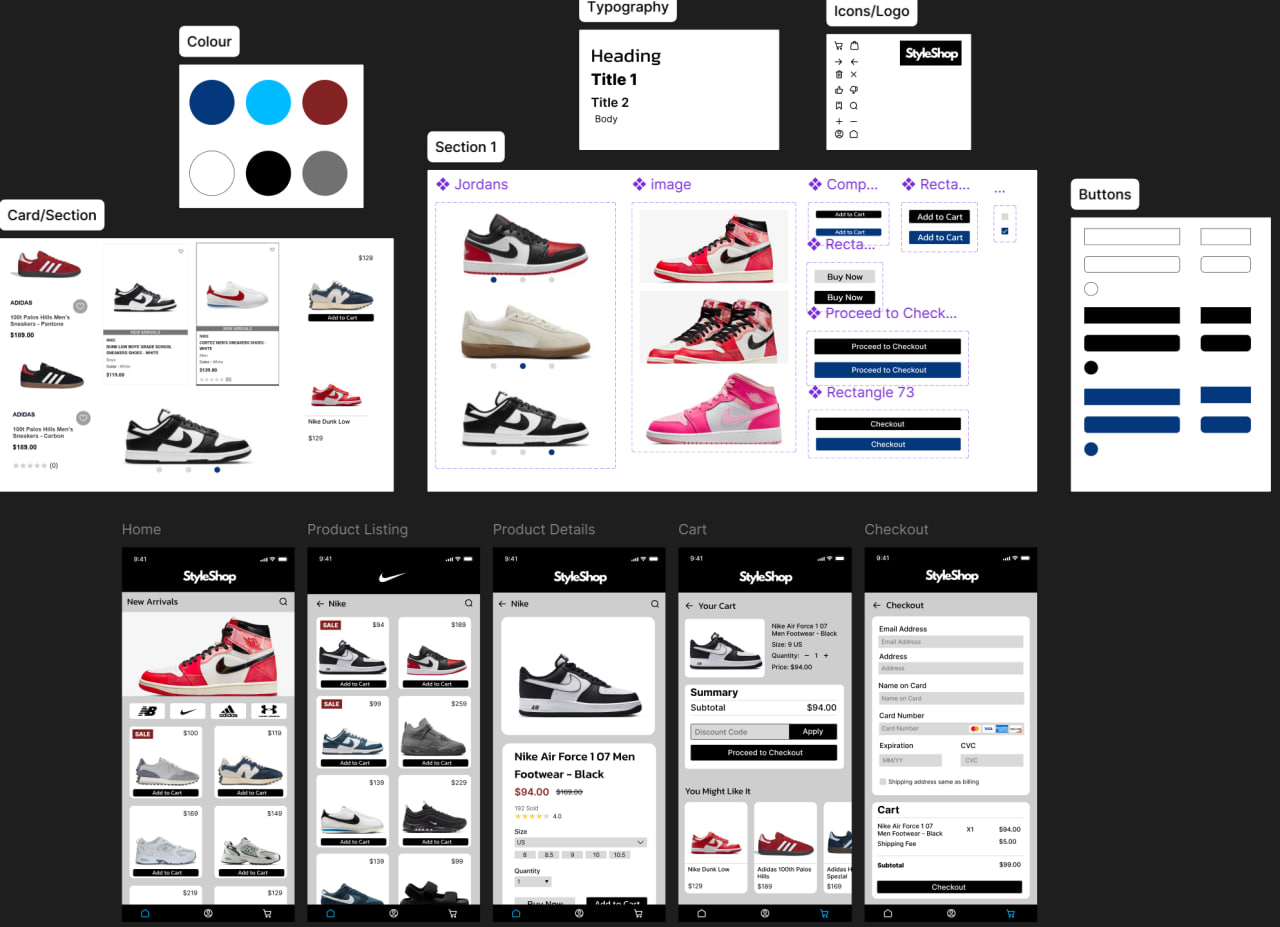 Typography
Icons/Logo
Colour
Heading
Title 1
Title 2
Body
StyleShop
Section 1
Card/Section
Buttons
Jordans
image
Comp...
Recta...
...
Add to Cart
Add to Cart
Add to Cart
Add to Cart
Recta...
Buy Now
Buy Now
Proceed to Check...
Proceed to Checkout
Proceed to Checkout
Rectangle 73
Checkout
Checkout
ADIDAS
100t Palos Hills Men's
Sneakers - Pantone
$189.00
ADIDAS
100t Palos Hills Men's
Sneakers - Carbon
$189.00
(0)
NEW ARRIVALS
NIKE
DUNK LOW BOYS' GRADE SCHOOL
SNEAKERS SHOES - WHITE
Boys
Color : White
$119.00
NEW ARRIVALS
NIKE
CORTEZ MEN'S SNEAKERS SHOES -
WHITE
Men
Color : White
$139.00
(0)
$129
Add to Cart
Nike Dunk Low
$129
Home
9:41
StyleShop
New Arrivals
adidas
SALE
$100
Add to Cart
$119
Add to Cart
$169
Add to Cart
$149
Add to Cart
$219
$129
Product Listing
9:41
Nike
SALE
$94
Add to Cart
$189
Add to Cart
SALE
$99
Add to Cart
$259
Add to Cart
$139
Add to Cart
$229
Add to Cart
$139
$99
Product Details
9:41
StyleShop
Nike
Nike Air Force 1 07 Men
Footwear - Black
$94.00 $169.00
192 Sold
4.0
Size
US
8 8.5 9 10 10.5
Quantity
1
Buy Now
Add to Cart
Cart
9:41
StyleShop
Your Cart
Nike Air Force 1 07
Men Footwear - Black
Size: 9 US
Quantity: − 1 +
Price: $94.00
Summary
Subtotal $94.00
Discount Code Apply
Proceed to Checkout
You Might Like It
Nike Dunk Low
$129
Adidas 100th Palos
Hills
$189
Adidas H
Spezial
$169
Checkout
9:41
StyleShop
Checkout
Email Address
Email Address
Address
Address
Name on Card
Name on Card
Card Number
Card Number
VISA
Expiration CVC
MM/YY CVC
Shipping address same as billing
Cart
Nike Air Force 1 07
Men Footwear - Black X1 $94.00
Shipping Fee $5.00
Subtotal $99.00
Checkout